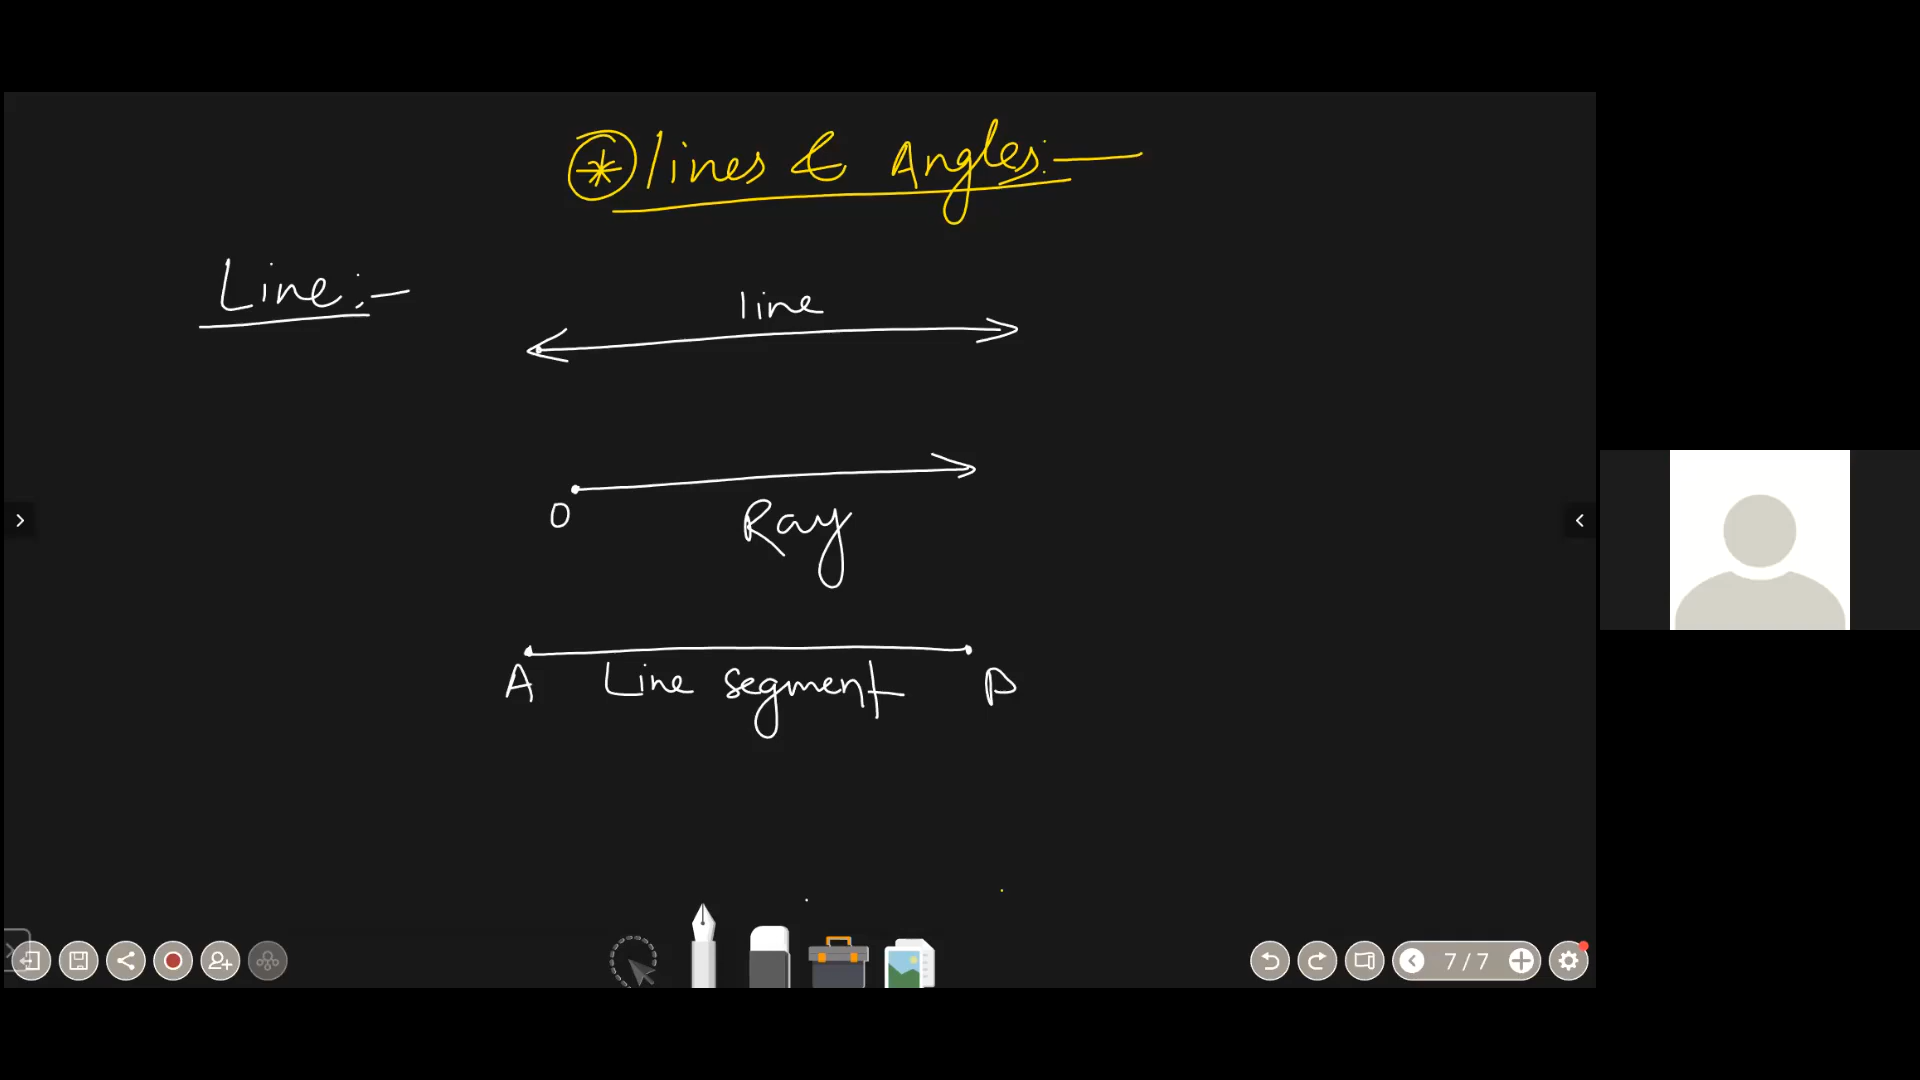 * lines & Angles:—
Line:-
line
O
Ray
A Line segment
7/7